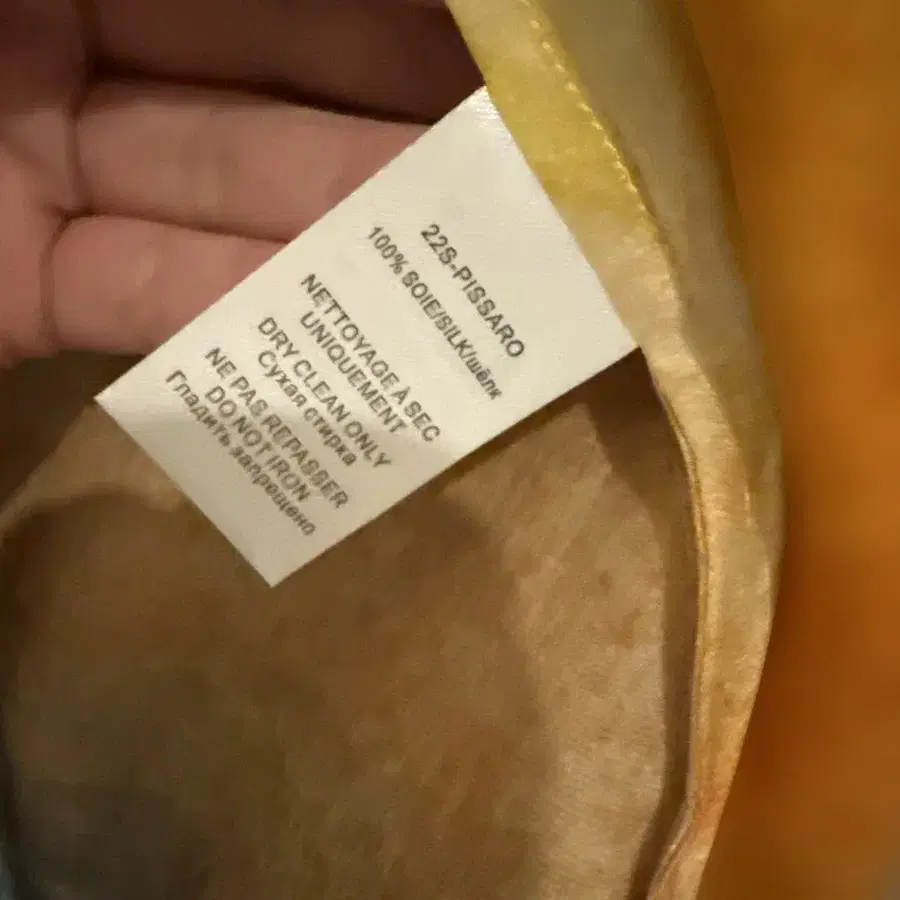 22S-PISSARO
100% SOIE/SILK/шёлк
NETTOYAGE À SEC
UNIQUEMENT
DRY CLEAN ONLY
Сухая стирка
NE PAS REPASSER
DO NOT IRON
Гладить запрещено